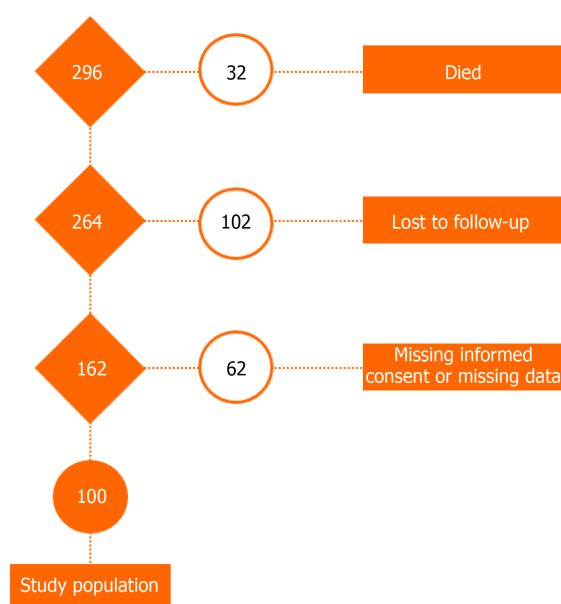 296
32
Died
264
102
Lost to follow-up
162
62
Missing informed
consent or missing data
100
Study population